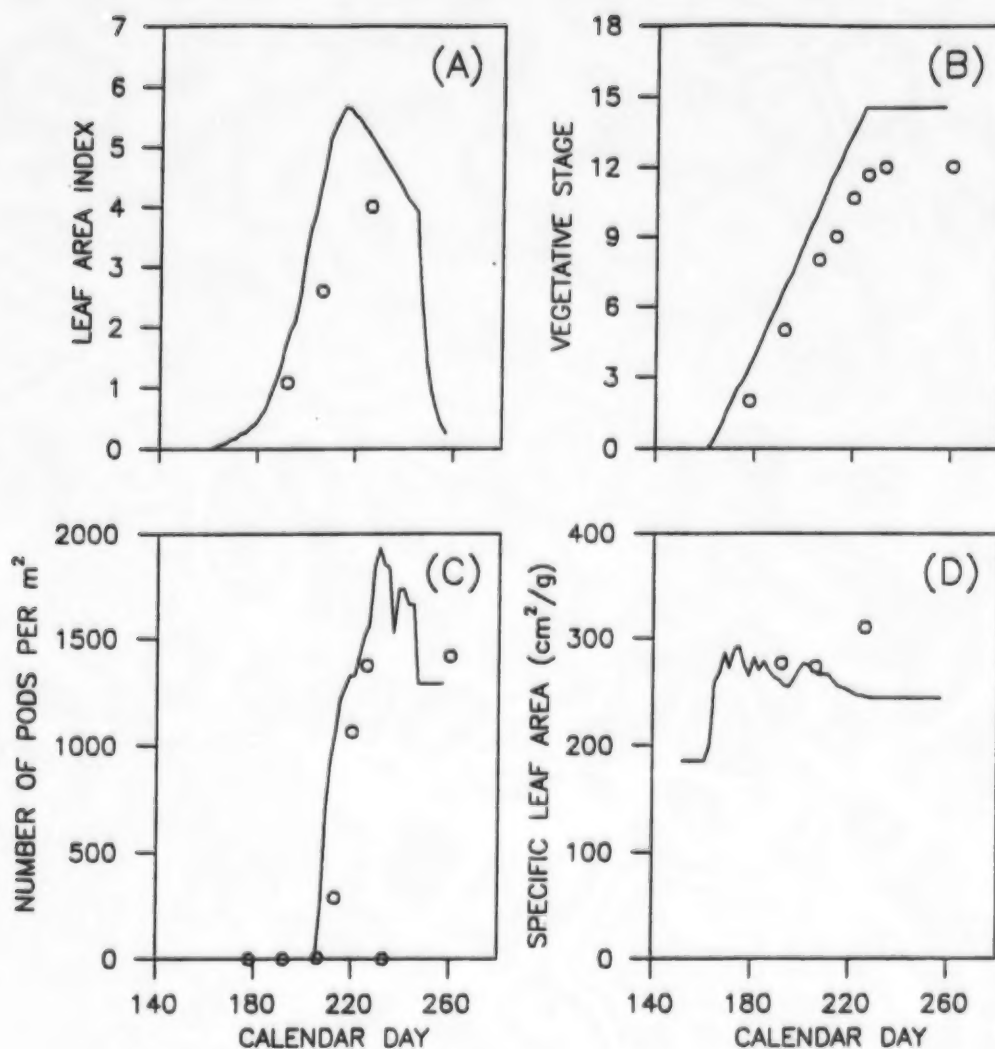 (A)
LEAF AREA INDEX
7
6
5
4
3
2
1
0
(B)
VEGETATIVE STAGE
18
15
12
9
6
3
0
(C)
NUMBER OF PODS PER m²
2000
1500
1000
500
0
140 180 220 260
CALENDAR DAY
(D)
SPECIFIC LEAF AREA (cm²/g)
400
300
200
100
0
140 180 220 260
CALENDAR DAY